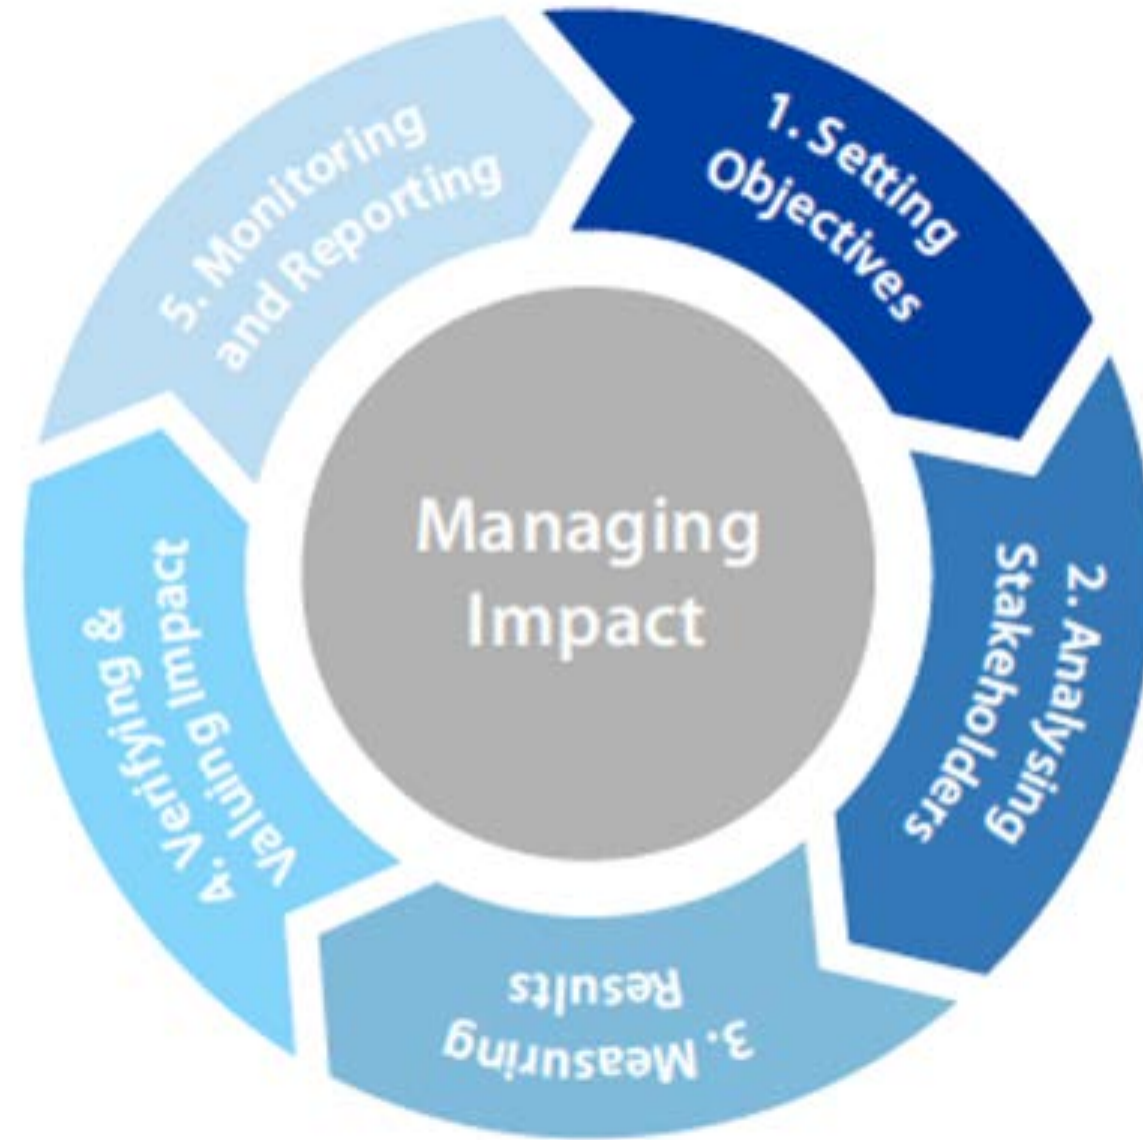 1. Setting
Objectives
2. Analysing
Stakeholders
3. Measuring
Results
4. Verifying &
Valuing Impact
5. Monitoring
and Reporting
Managing
Impact